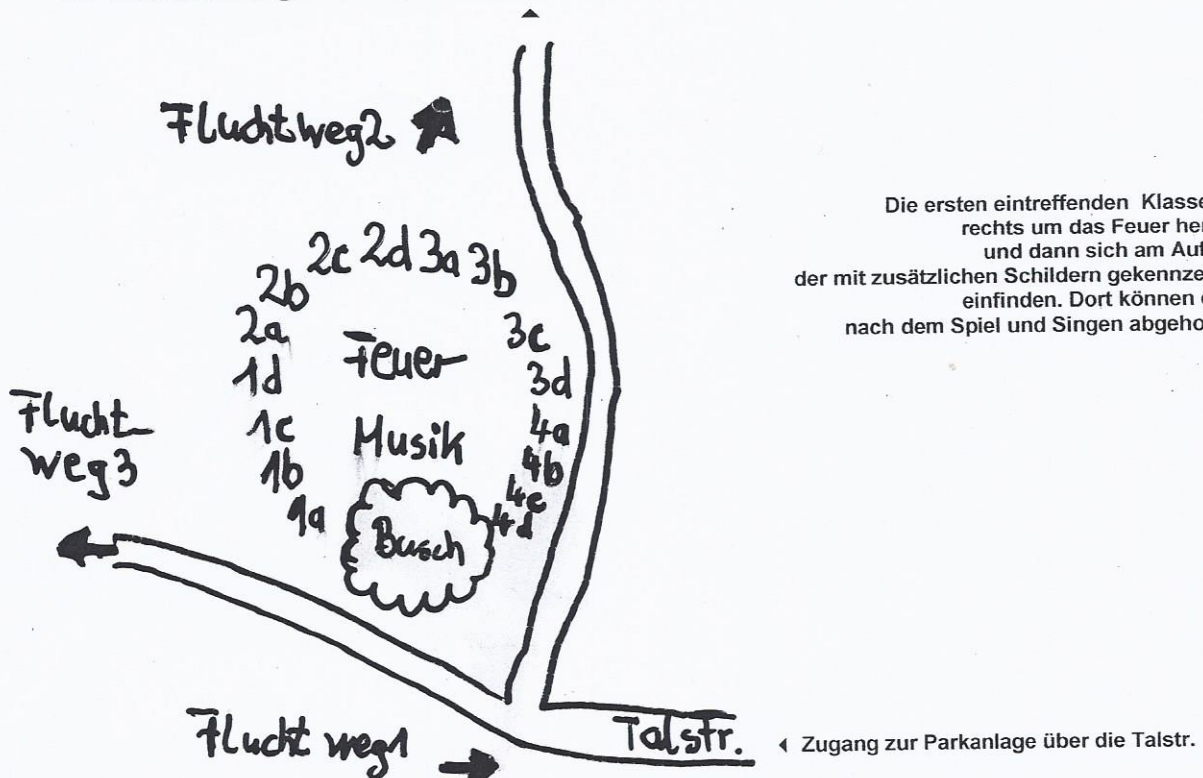 Fluchtweg2
Die ersten eintreffenden Klasse
rechts um das Feuer her
und dann sich am Auf
der mit zusätzlichen Schildern gekennze
einfinden. Dort können
nach dem Spiel und Singen abgeho
2a 2b 2c 2d 3a 3b 3c 3d
1d
1c
1b
1a
4a
4b
4c
4d
Feuer
Musik
Busch
Flucht-
weg3
Flucht weg1
Talstr.
Zugang zur Parkanlage über die Talstr.